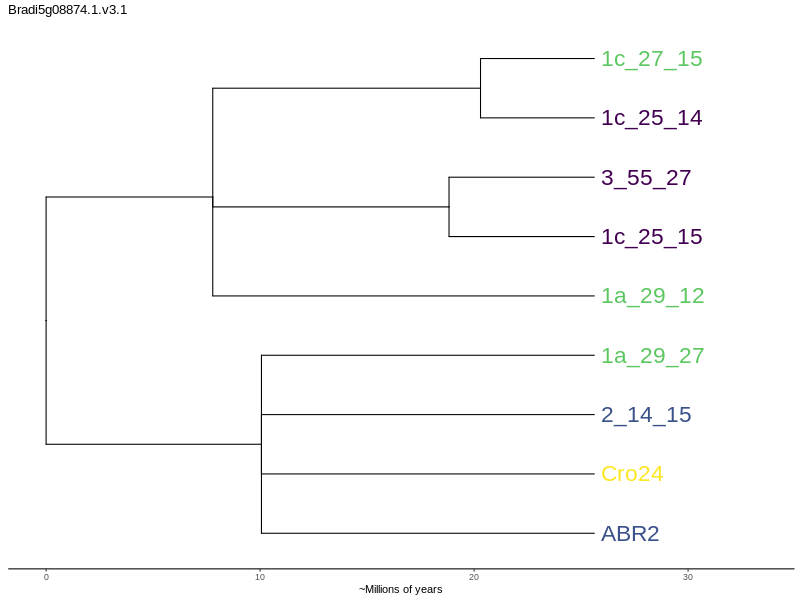 Bradi5g08874.1.v3.1
1c_27_15
1c_25_14
3_55_27
1c_25_15
1a_29_12
1a_29_27
2_14_15
Cro24
ABR2
0 10 20 30
~Millions of years